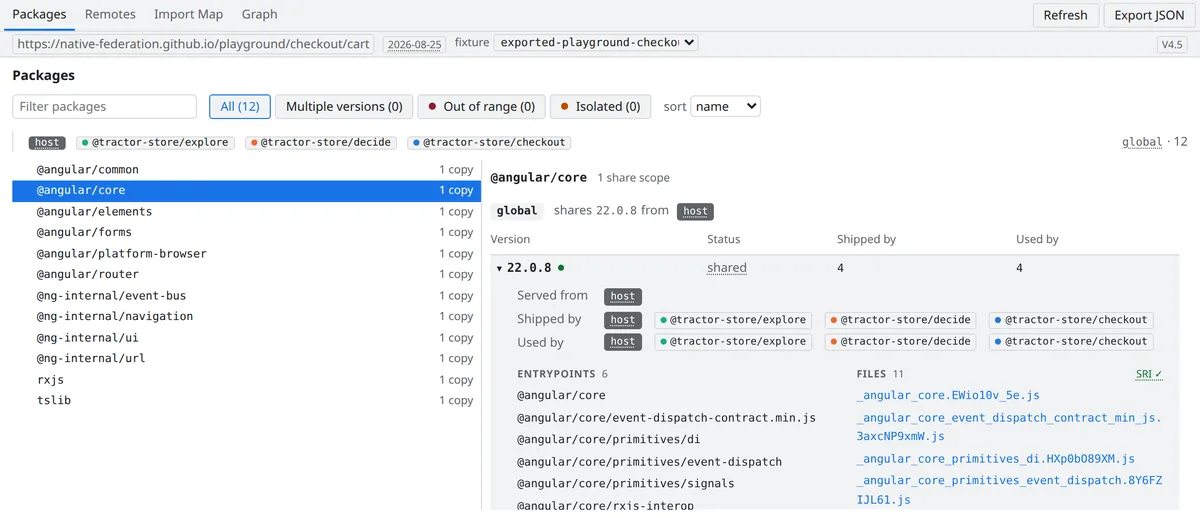 Packages Remotes Import Map Graph Refresh Export JSON
https://native-federation.github.io/playground/checkout/cart 2026-08-25 fixture exported-playground-checkou V4.5
Packages
Filter packages All (12) Multiple versions (0) Out of range (0) Isolated (0) sort name
host @tractor-store/explore @tractor-store/decide @tractor-store/checkout global · 12
@angular/common 1 copy
@angular/core 1 copy
@angular/elements 1 copy
@angular/forms 1 copy
@angular/platform-browser 1 copy
@angular/router 1 copy
@ng-internal/event-bus 1 copy
@ng-internal/navigation 1 copy
@ng-internal/ui 1 copy
@ng-internal/url 1 copy
rxjs 1 copy
tslib 1 copy
@angular/core 1 share scope
global shares 22.0.8 from host
Version Status Shipped by Used by
▾ 22.0.8 shared 4 4
Served from host
Shipped by host @tractor-store/explore @tractor-store/decide @tractor-store/checkout
Used by host @tractor-store/explore @tractor-store/decide @tractor-store/checkout
ENTRYPOINTS 6
@angular/core
@angular/core/event-dispatch-contract.min.js
@angular/core/primitives/di
@angular/core/primitives/event-dispatch
@angular/core/primitives/signals
@angular/core/rxjs-interop
FILES 11 SRI ✓
_angular_core.EWio10v_5e.js
_angular_core_event_dispatch_contract_min_js.
3axcNP9xmW.js
_angular_core_primitives_di.HXp0bO89XM.js
_angular_core_primitives_event_dispatch.8Y6FZ
IJL61.js